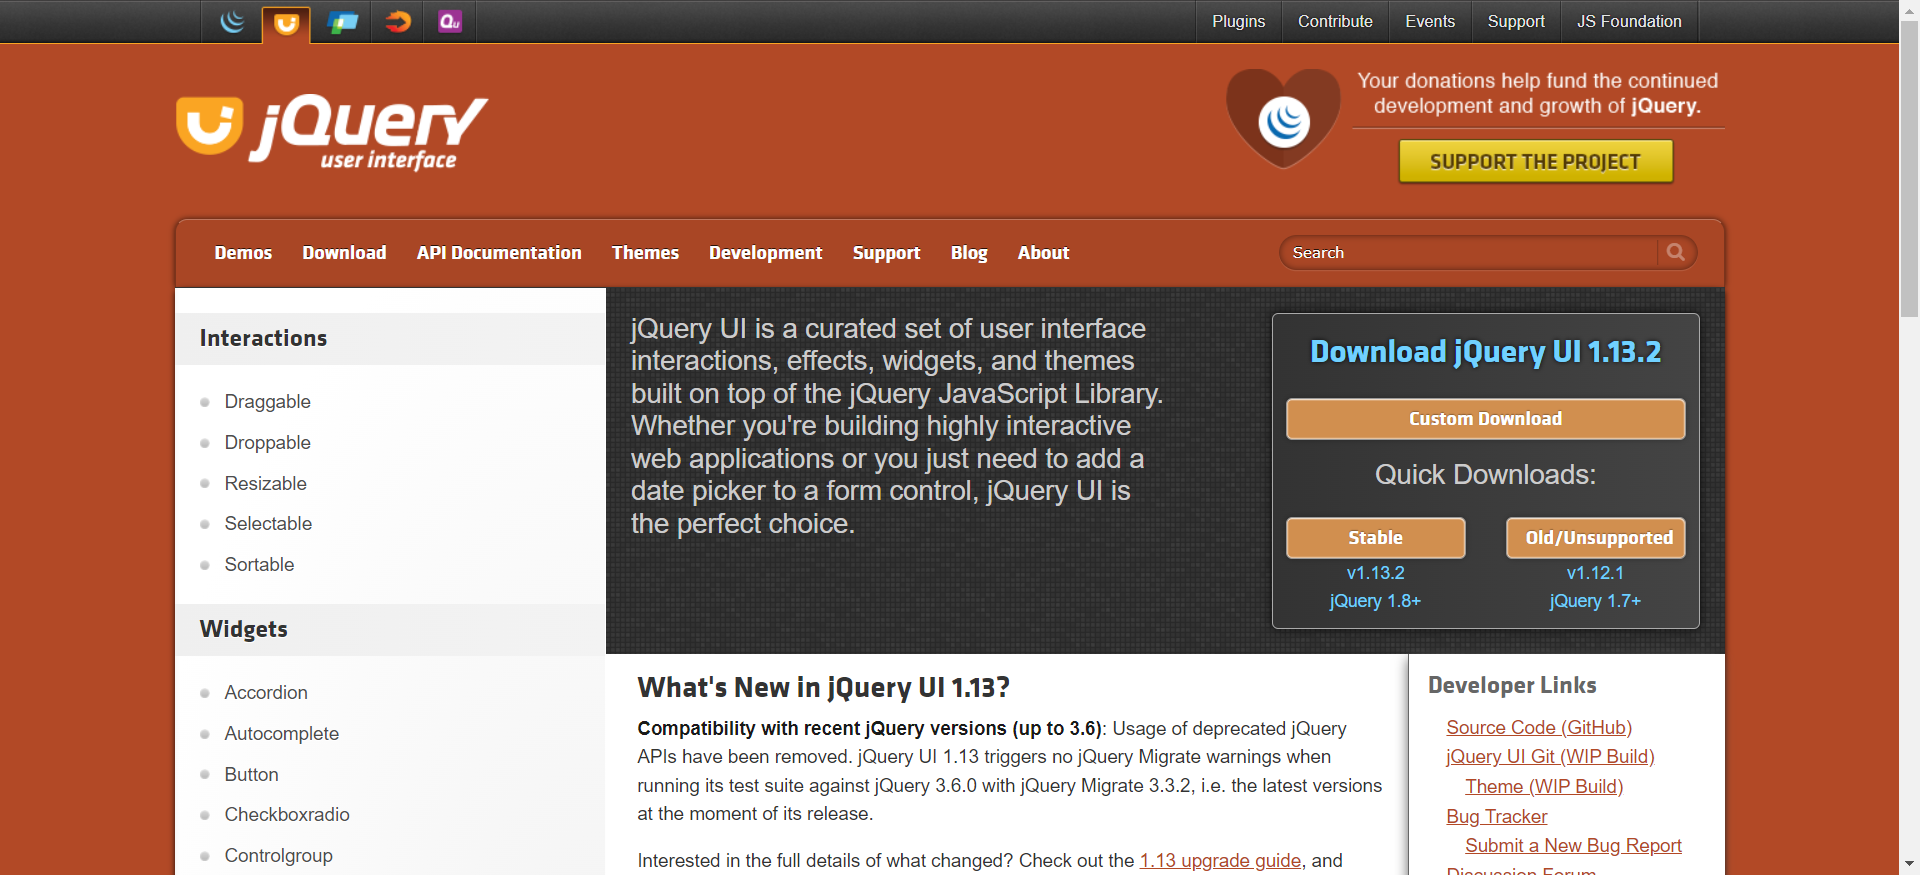 Qu
Plugins
Contribute
Events
Support
JS Foundation
jQuery
user interface
Your donations help fund the continued
development and growth of jQuery.
SUPPORT THE PROJECT
Demos
Download
API Documentation
Themes
Development
Support
Blog
About
Search
Interactions
Draggable
Droppable
Resizable
Selectable
Sortable
Widgets
Accordion
Autocomplete
Button
Checkboxradio
Controlgroup
jQuery UI is a curated set of user interface
interactions, effects, widgets, and themes
built on top of the jQuery JavaScript Library.
Whether you're building highly interactive
web applications or you just need to add a
date picker to a form control, jQuery UI is
the perfect choice.
Download jQuery UI 1.13.2
Custom Download
Quick Downloads:
Stable
v1.13.2
jQuery 1.8+
Old/Unsupported
v1.12.1
jQuery 1.7+
What's New in jQuery UI 1.13?
Compatibility with recent jQuery versions (up to 3.6): Usage of deprecated jQuery
APIs have been removed. jQuery UI 1.13 triggers no jQuery Migrate warnings when
running its test suite against jQuery 3.6.0 with jQuery Migrate 3.3.2, i.e. the latest versions
at the moment of its release.
Interested in the full details of what changed? Check out the 1.13 upgrade guide, and
Developer Links
Source Code (GitHub)
jQuery UI Git (WIP Build)
Theme (WIP Build)
Bug Tracker
Submit a New Bug Report
Discussion Forum